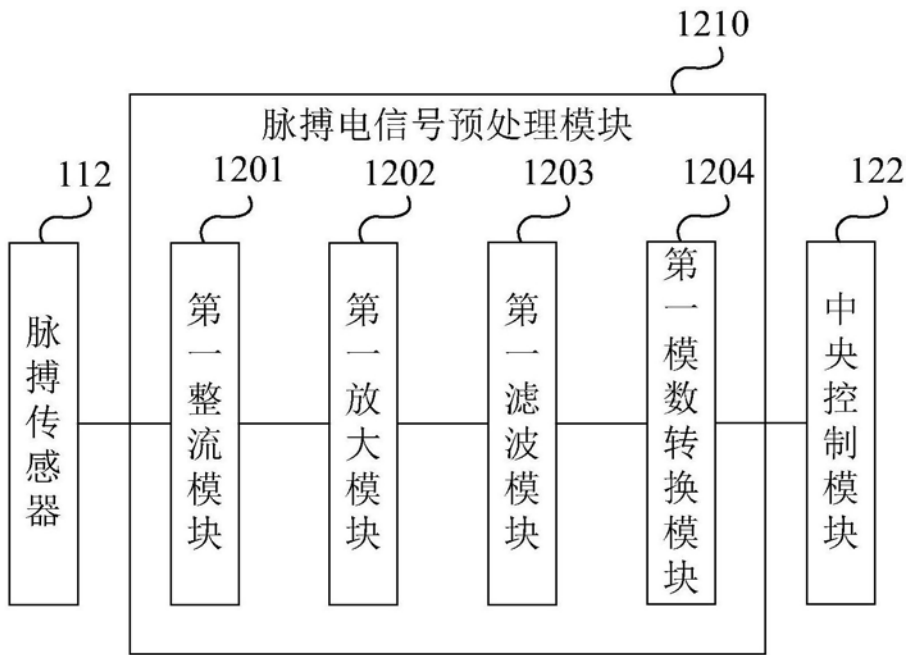 1210
脉搏电信号预处理模块
112
1201
1202
1203
1204
122
脉搏传感器
第一整流模块
第一放大模块
第一滤波模块
第一模数转换模块
中央控制模块